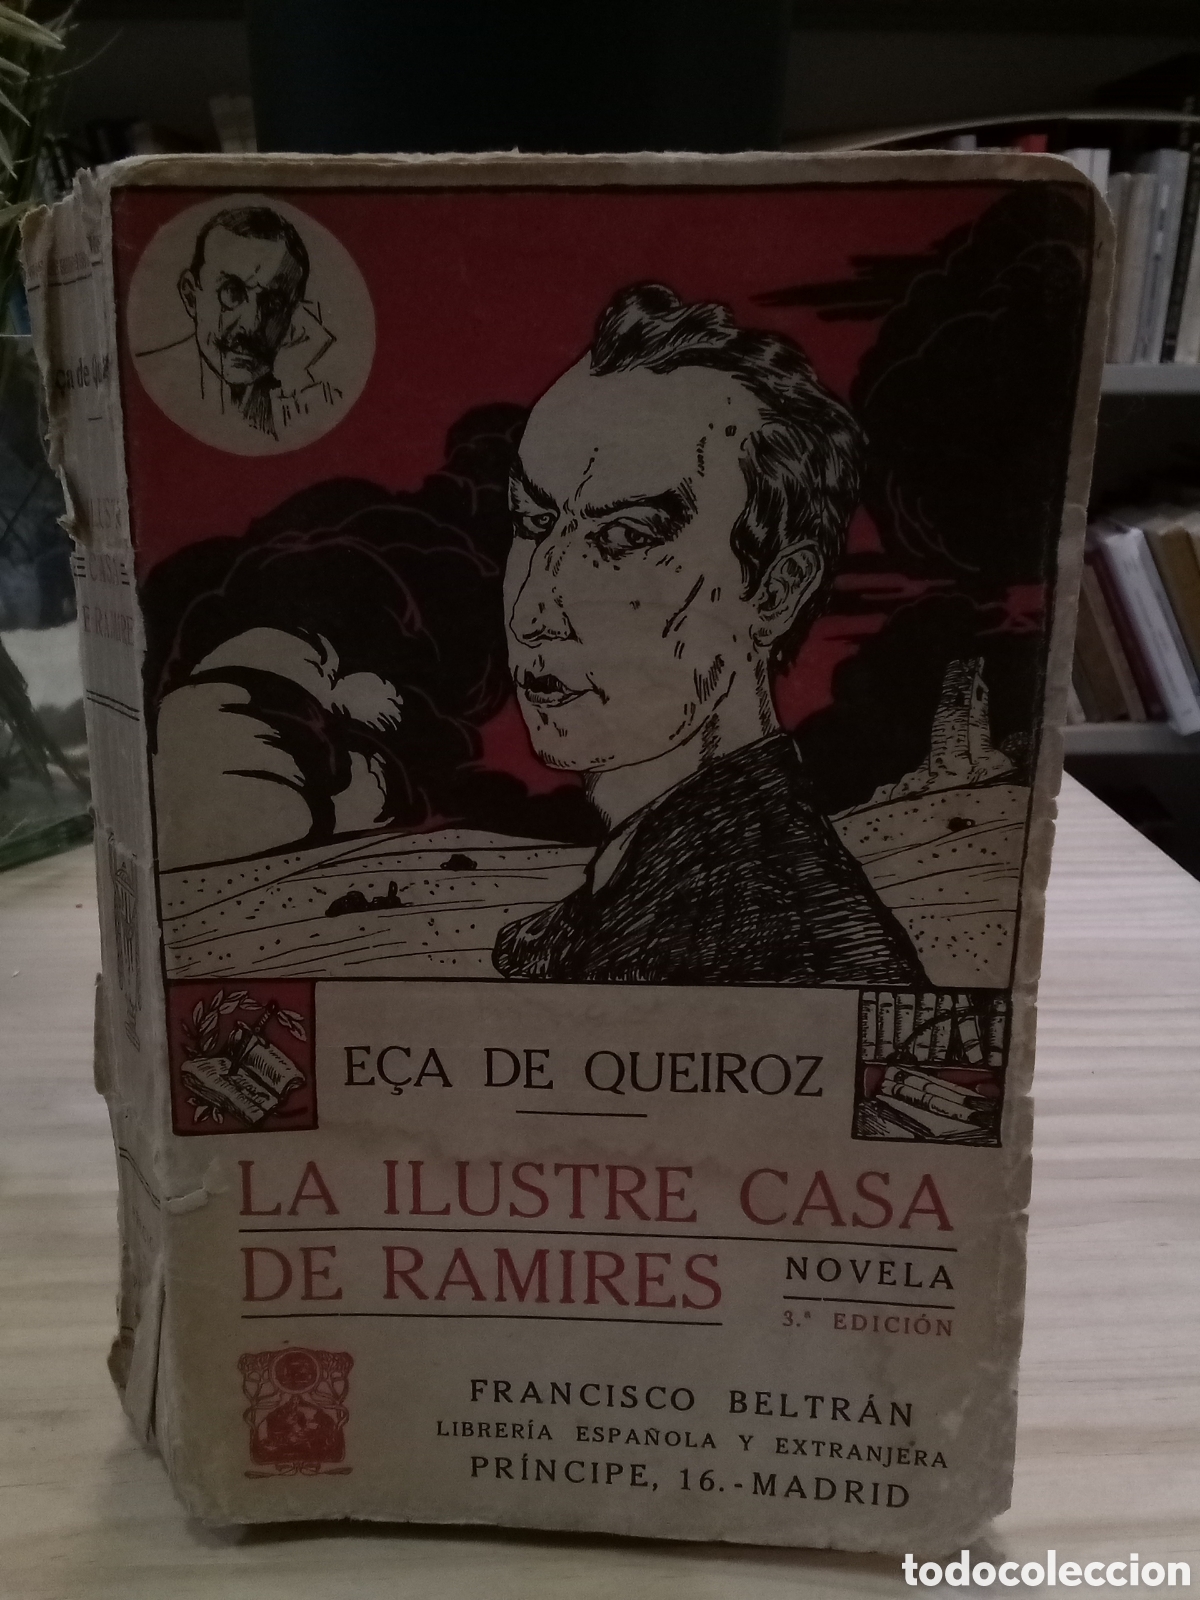 EÇA DE QUEIROZ
LA ILUSTRE CASA
DE RAMIRES
NOVELA
3.ª EDICIÓN
FRANCISCO BELTRÁN
LIBRERÍA ESPAÑOLA Y EXTRANJERA
PRÍNCIPE, 16.-MADRID
CASA
todocoleccion